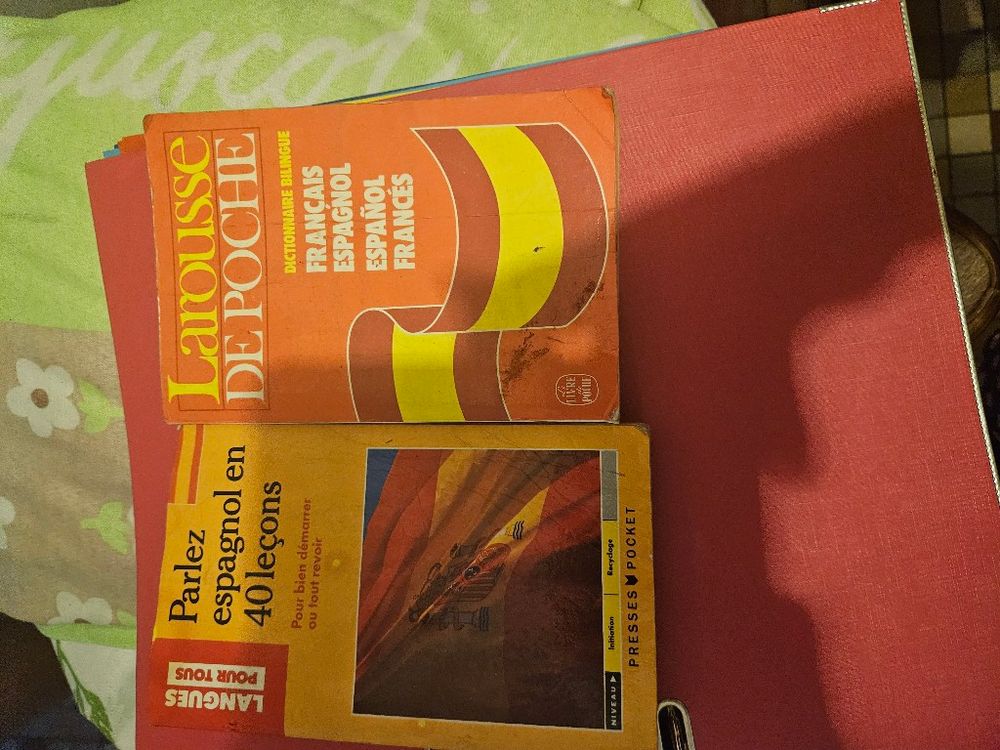 Larousse
DE POCHE
DICTIONNAIRE BILINGUE
FRANÇAIS
ESPAGNOL
ESPAÑOL
FRANCÉS
LE LIVRE
DE POCHE
LANGUES
POUR TOUS
Parlez
espagnol en
40 leçons
Pour bien démarrer
ou tout revoir
NIVEAU
Initiation
Recyclage
PRESSES POCKET